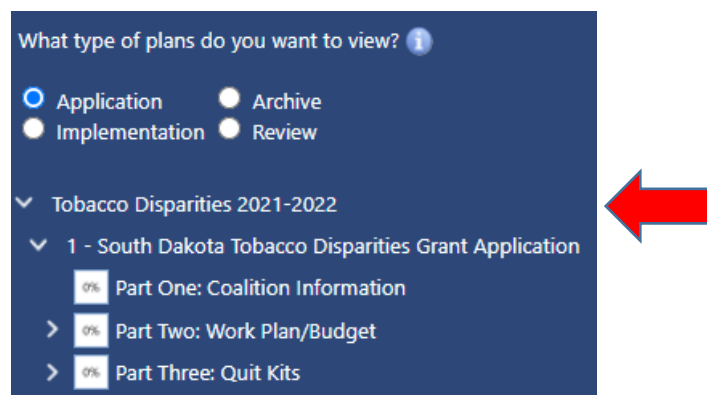 What type of plans do you want to view? i
Application Archive
Implementation Review
Tobacco Disparities 2021-2022
1 - South Dakota Tobacco Disparities Grant Application
0% Part One: Coalition Information
0% Part Two: Work Plan/Budget
0% Part Three: Quit Kits